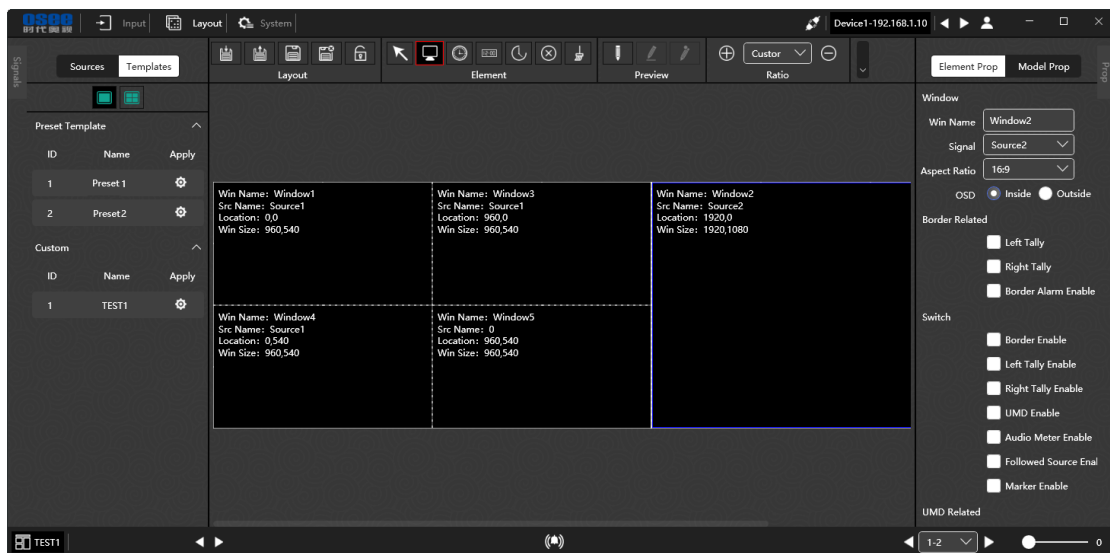 DSEE
时代奥视
Input
Layout
System
Device1-192.168.1.10
Signals
Sources
Templates
Preset Template
ID Name Apply
1 Preset1
2 Preset2
Custom
ID Name Apply
1 TEST1
Layout
Element
Preview
Custor
Ratio
Win Name: Window1
Src Name: Source1
Location: 0,0
Win Size: 960,540
Win Name: Window3
Src Name: Source1
Location: 960,0
Win Size: 960,540
Win Name: Window2
Src Name: Source2
Location: 1920,0
Win Size: 1920,1080
Win Name: Window4
Src Name: Source1
Location: 0,540
Win Size: 960,540
Win Name: Window5
Src Name: 0
Location: 960,540
Win Size: 960,540
Element Prop
Model Prop
Prop
Window
Win Name Window2
Signal Source2
Aspect Ratio 16:9
OSD Inside Outside
Border Related
Left Tally
Right Tally
Border Alarm Enable
Switch
Border Enable
Left Tally Enable
Right Tally Enable
UMD Enable
Audio Meter Enable
Followed Source Enal
Marker Enable
UMD Related
TEST1
1-2
0